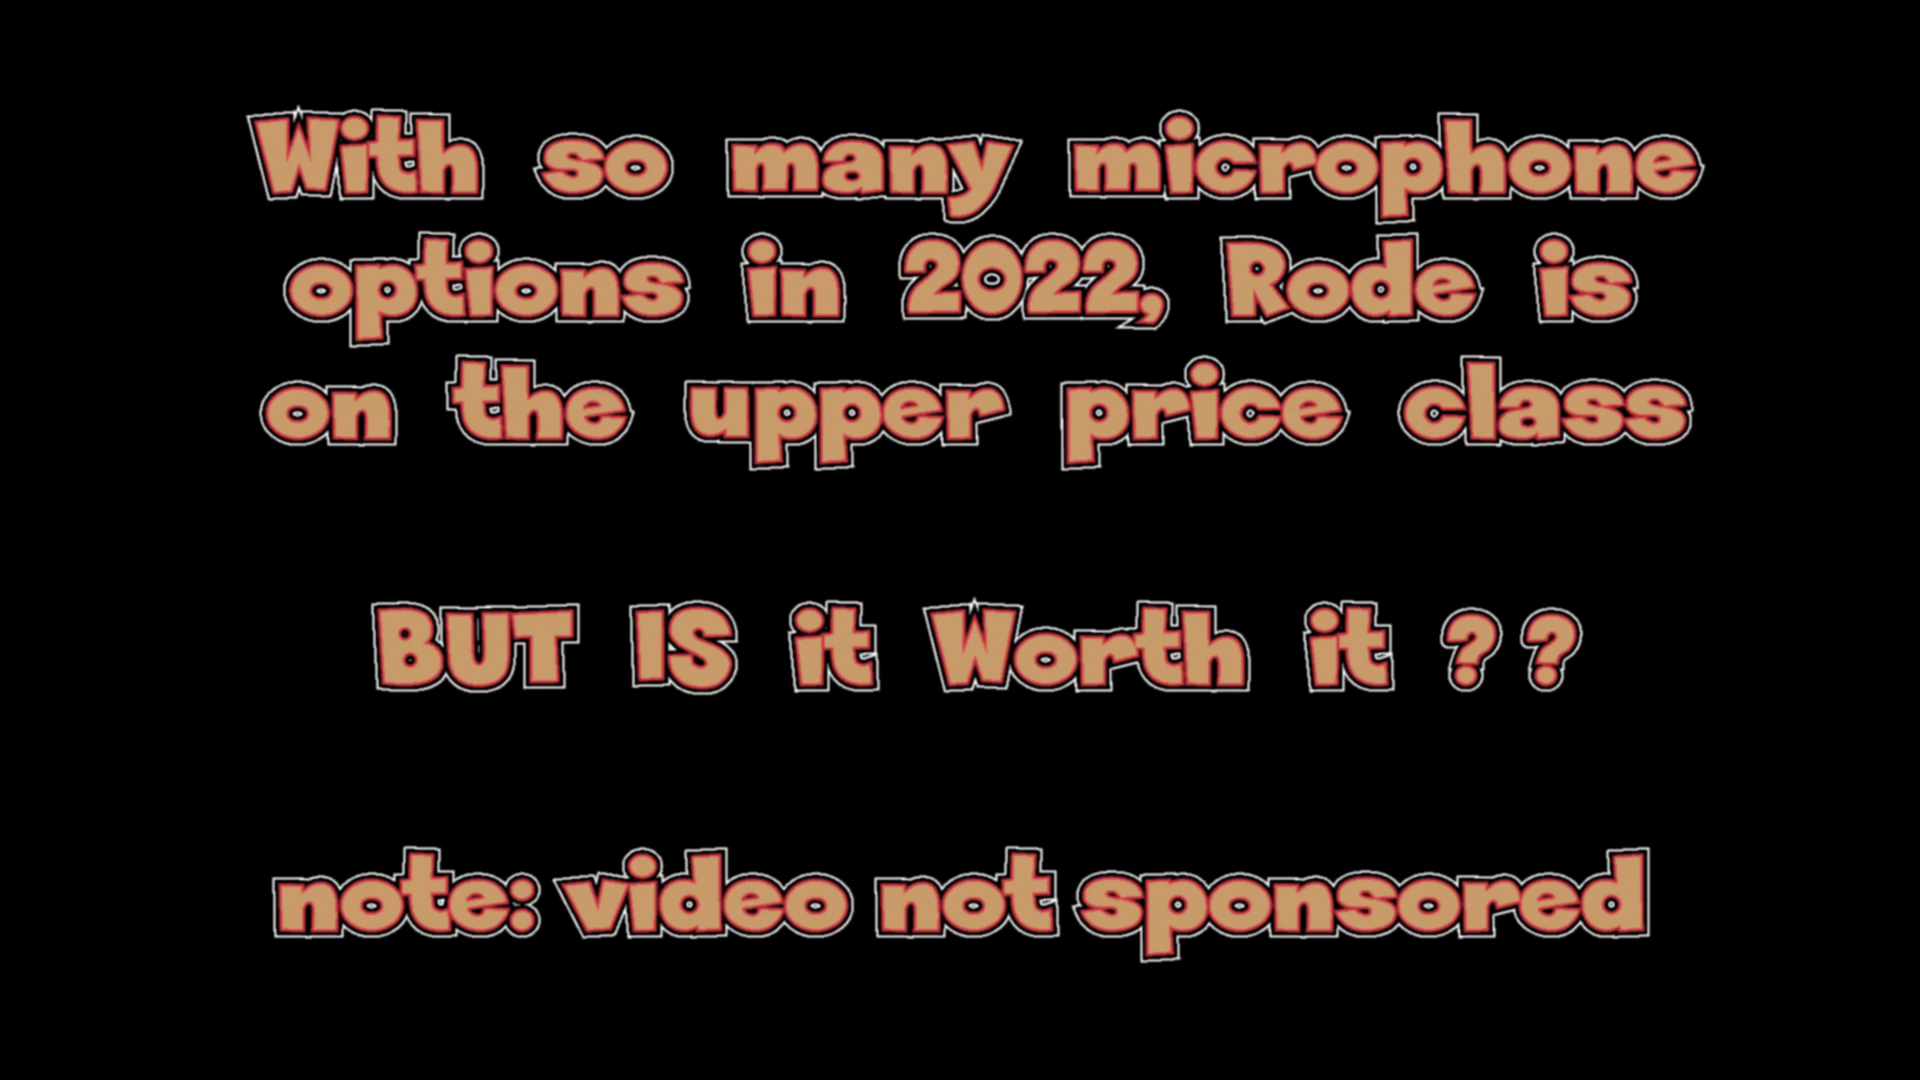 With so many microphone
options in 2022, Rode is
on the upper price class
BUT IS it Worth it ??
note: video not sponsored